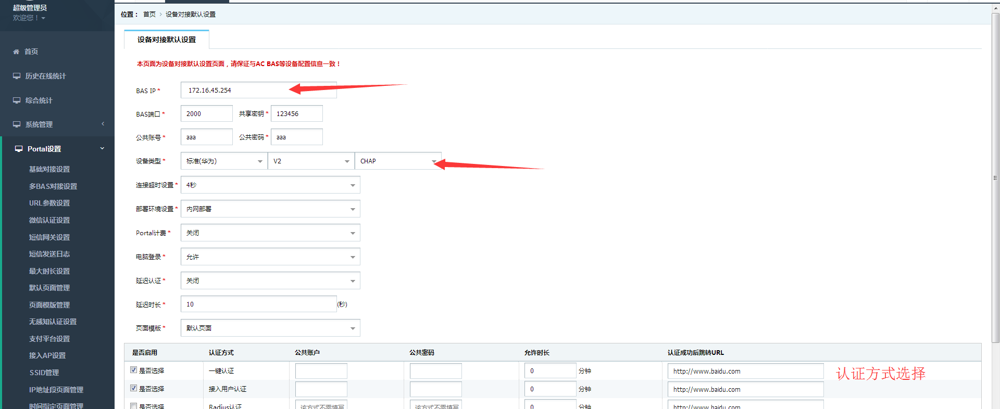 超级管理员
欢迎您！
首页
历史在线统计
综合统计
系统管理
Portal设置
基础对接设置
多BAS对接设置
URL参数设置
微信认证设置
短信网关设置
短信发送日志
最大时长设置
默认页面管理
页面模版管理
无感知认证设置
支付平台设置
接入AP设置
SSID管理
IP地址段页面管理
时间指定页面管理
位置： 首页 › 设备对接默认设置
设备对接默认设置
本页面为设备对接默认设置页面，请保证与AC BAS等设备配置信息一致！
BAS IP * 172.16.45.254
BAS端口 * 2000 共享密钥 * 123456
公共账号 * aaa 公共密码 * aaa
设备类型 * 标准(华为) V2 CHAP
连接超时设置 * 4秒
部署环境设置 * 内网部署
Portal计费 * 关闭
电脑登录 * 允许
延迟认证 * 关闭
延迟时长 * 10 (秒)
页面模版 * 默认页面
是否启用 认证方式 公共账户 公共密码 允许时长 认证成功后跳转URL
是否选择 一键认证 0 分钟 http://www.baidu.com
认证方式选择
是否选择 接入用户认证 0 分钟 http://www.baidu.com
是否选择 Radius认证 该方式不需填写 该方式不需填写 0 分钟 http://www.baidu.com